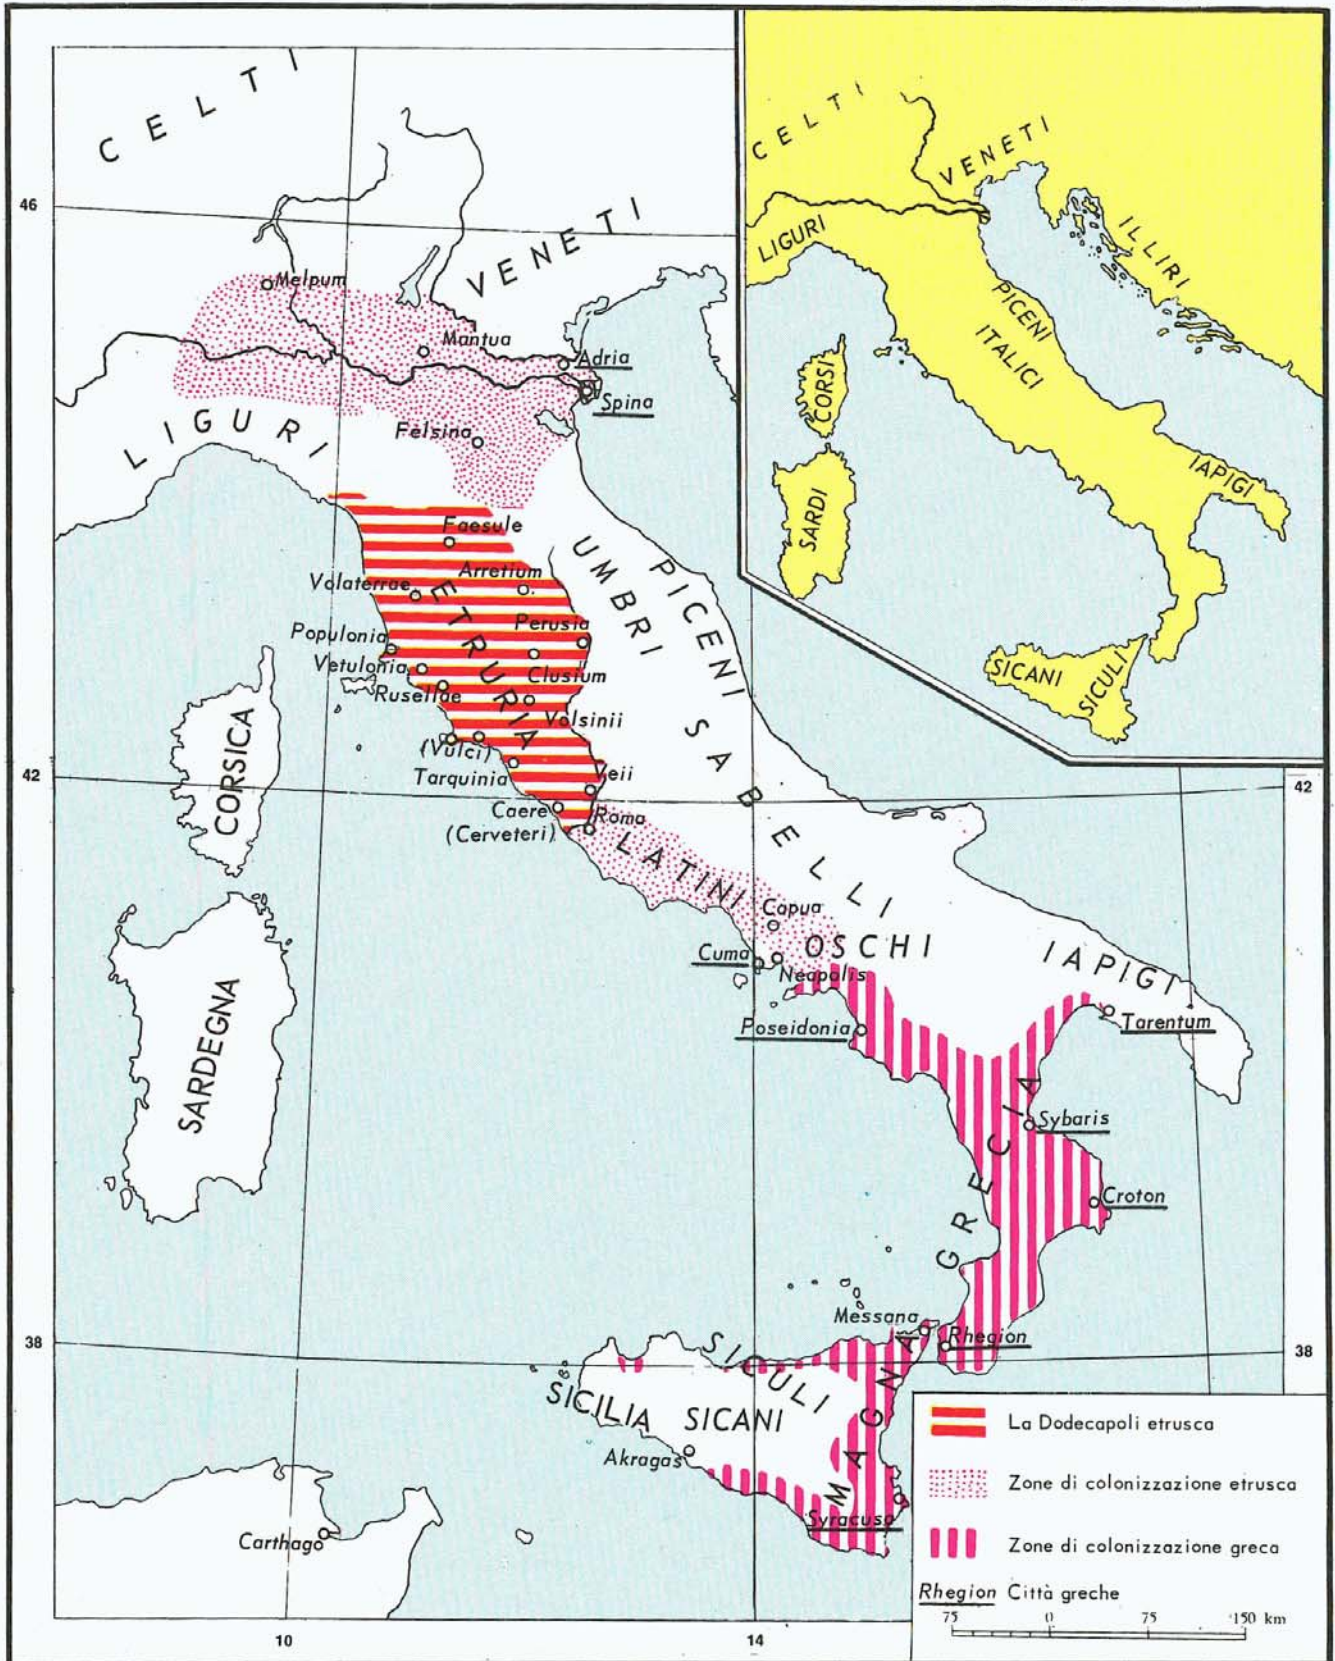 CELTI
46
VENETI
Melpum
Mantua
Adria
Spina
Felsina
LIGURI
Faesule
Arretium
Volaterrae
ETRURIA
Perusia
Populonia
Vetulonia
Clusium
Rusellae
Volsinii
(Vulci)
Tarquinia
Veii
Caere
(Cerveteri)
Roma
UMBRI
PICENI
SABELLI
42
42
CORSICA
SARDEGNA
LATINI
Capua
OSCHI
Cuma
Neapolis
IAPIGI
Poseidonia
Tarentum
Sybaris
Croton
MAGNA GRECIA
Messana
Rhegion
38
38
SICULI
SICILIA SICANI
Akragas
Syracuse
Carthago
10
14
CELTI
VENETI
LIGURI
ILLIRI
PICENI
ITALICI
CORSI
SARDI
IAPIGI
SICANI
SICULI
La Dodecapoli etrusca
Zone di colonizzazione etrusca
Zone di colonizzazione greca
Rhegion Città greche
75 0 75 150 km